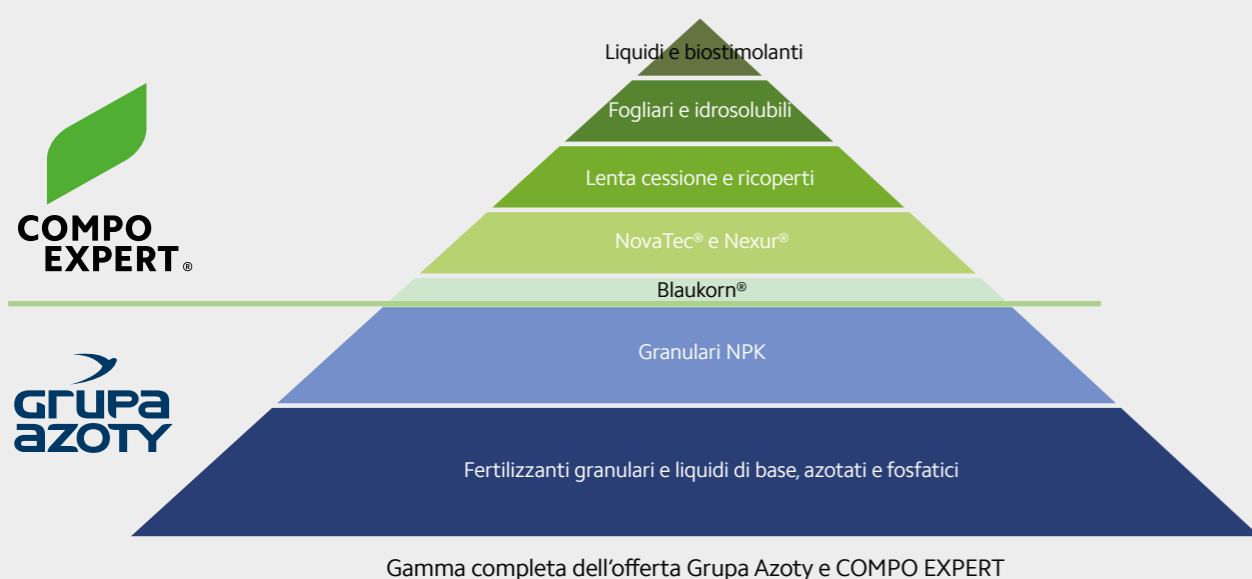 Liquidi e biostimolanti
Fogliari e idrosolubili
Lenta cessione e ricoperti
NovaTec® e Nexur®
Blaukorn®
COMPO
EXPERT®
Granulari NPK
Fertilizzanti granulari e liquidi di base, azotati e fosfatici
GRUPA
AZOTY
Gamma completa dell'offerta Grupa Azoty e COMPO EXPERT